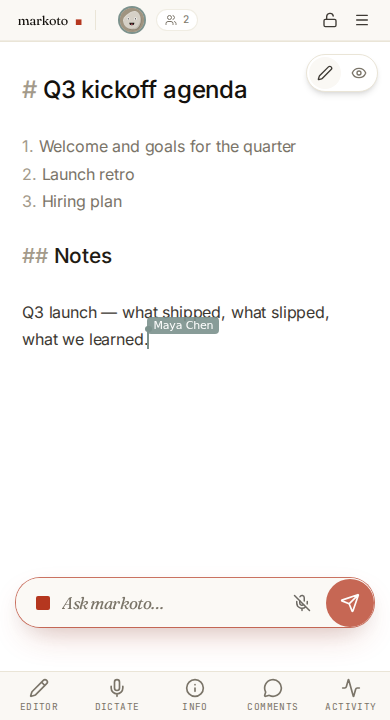 markoto
2
# Q3 kickoff agenda
1. Welcome and goals for the quarter
2. Launch retro
3. Hiring plan
## Notes
Q3 launch — what shipped, what slipped,
Maya Chen
what we learned.
Ask markoto...
EDITOR DICTATE INFO COMMENTS ACTIVITY